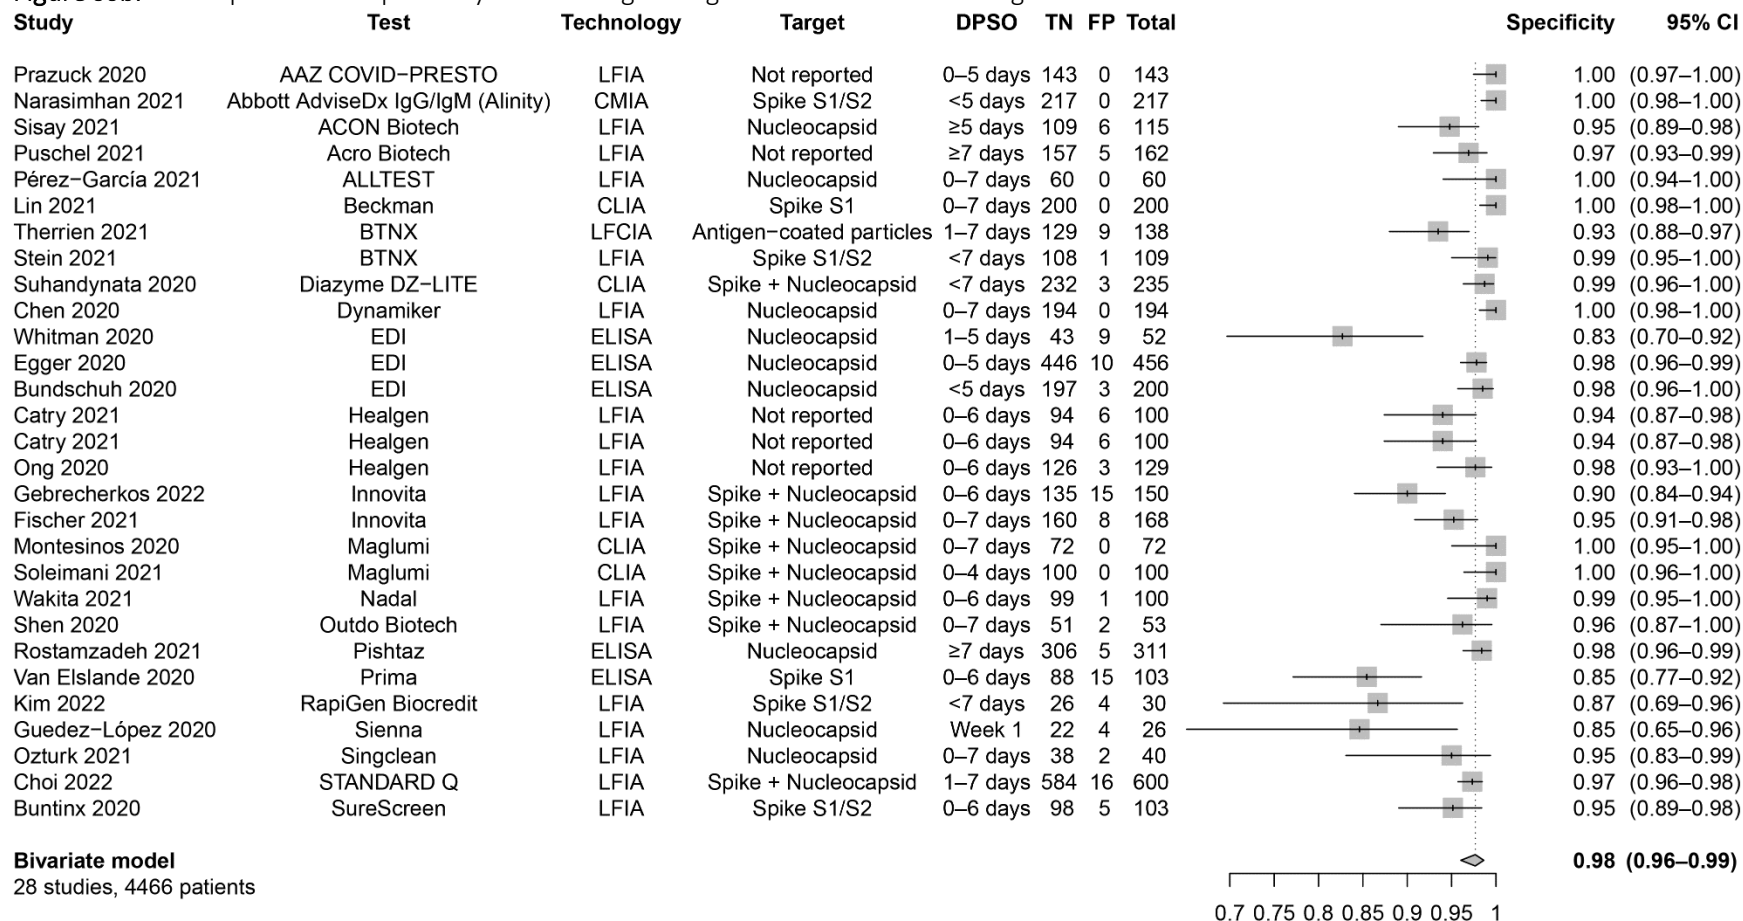 Study Test Technology Target DPSO TN FP Total Specificity 95% CI
Prazuck 2020 AAZ COVID−PRESTO LFIA Not reported 0–5 days 143 0 143 1.00 (0.97–1.00)
Narasimhan 2021 Abbott AdviseDx IgG/IgM (Alinity) CMIA Spike S1/S2 <5 days 217 0 217 1.00 (0.98–1.00)
Sisay 2021 ACON Biotech LFIA Nucleocapsid ≥5 days 109 6 115 0.95 (0.89–0.98)
Puschel 2021 Acro Biotech LFIA Not reported ≥7 days 157 5 162 0.97 (0.93–0.99)
Pérez−García 2021 ALLTEST LFIA Nucleocapsid 0–7 days 60 0 60 1.00 (0.94–1.00)
Lin 2021 Beckman CLIA Spike S1 0–7 days 200 0 200 1.00 (0.98–1.00)
Therrien 2021 BTNX LFCIA Antigen−coated particles 1–7 days 129 9 138 0.93 (0.88–0.97)
Stein 2021 BTNX LFIA Spike S1/S2 <7 days 108 1 109 0.99 (0.95–1.00)
Suhandynata 2020 Diazyme DZ−LITE CLIA Spike + Nucleocapsid <7 days 232 3 235 0.99 (0.96–1.00)
Chen 2020 Dynamiker LFIA Nucleocapsid 0–7 days 194 0 194 1.00 (0.98–1.00)
Whitman 2020 EDI ELISA Nucleocapsid 1–5 days 43 9 52 0.83 (0.70–0.92)
Egger 2020 EDI ELISA Nucleocapsid 0–5 days 446 10 456 0.98 (0.96–0.99)
Bundschuh 2020 EDI ELISA Nucleocapsid <5 days 197 3 200 0.98 (0.96–1.00)
Catry 2021 Healgen LFIA Not reported 0–6 days 94 6 100 0.94 (0.87–0.98)
Catry 2021 Healgen LFIA Not reported 0–6 days 94 6 100 0.94 (0.87–0.98)
Ong 2020 Healgen LFIA Not reported 0–6 days 126 3 129 0.98 (0.93–1.00)
Gebrecherkos 2022 Innovita LFIA Spike + Nucleocapsid 0–6 days 135 15 150 0.90 (0.84–0.94)
Fischer 2021 Innovita LFIA Spike + Nucleocapsid 0–7 days 160 8 168 0.95 (0.91–0.98)
Montesinos 2020 Maglumi CLIA Spike + Nucleocapsid 0–7 days 72 0 72 1.00 (0.95–1.00)
Soleimani 2021 Maglumi CLIA Spike + Nucleocapsid 0–4 days 100 0 100 1.00 (0.96–1.00)
Wakita 2021 Nadal LFIA Spike + Nucleocapsid 0–6 days 99 1 100 0.99 (0.95–1.00)
Shen 2020 Outdo Biotech LFIA Spike + Nucleocapsid 0–7 days 51 2 53 0.96 (0.87–1.00)
Rostamzadeh 2021 Pishtaz ELISA Nucleocapsid ≥7 days 306 5 311 0.98 (0.96–0.99)
Van Elslande 2020 Prima ELISA Spike S1 0–6 days 88 15 103 0.85 (0.77–0.92)
Kim 2022 RapiGen Biocredit LFIA Spike S1/S2 <7 days 26 4 30 0.87 (0.69–0.96)
Guedez−López 2020 Sienna LFIA Nucleocapsid Week 1 22 4 26 0.85 (0.65–0.96)
Ozturk 2021 Singclean LFIA Nucleocapsid 0–7 days 38 2 40 0.95 (0.83–0.99)
Choi 2022 STANDARD Q LFIA Spike + Nucleocapsid 1–7 days 584 16 600 0.97 (0.96–0.98)
Buntinx 2020 SureScreen LFIA Spike S1/S2 0–6 days 98 5 103 0.95 (0.89–0.98)
Bivariate model 0.98 (0.96–0.99)
28 studies, 4466 patients
0.7 0.75 0.8 0.85 0.9 0.95 1